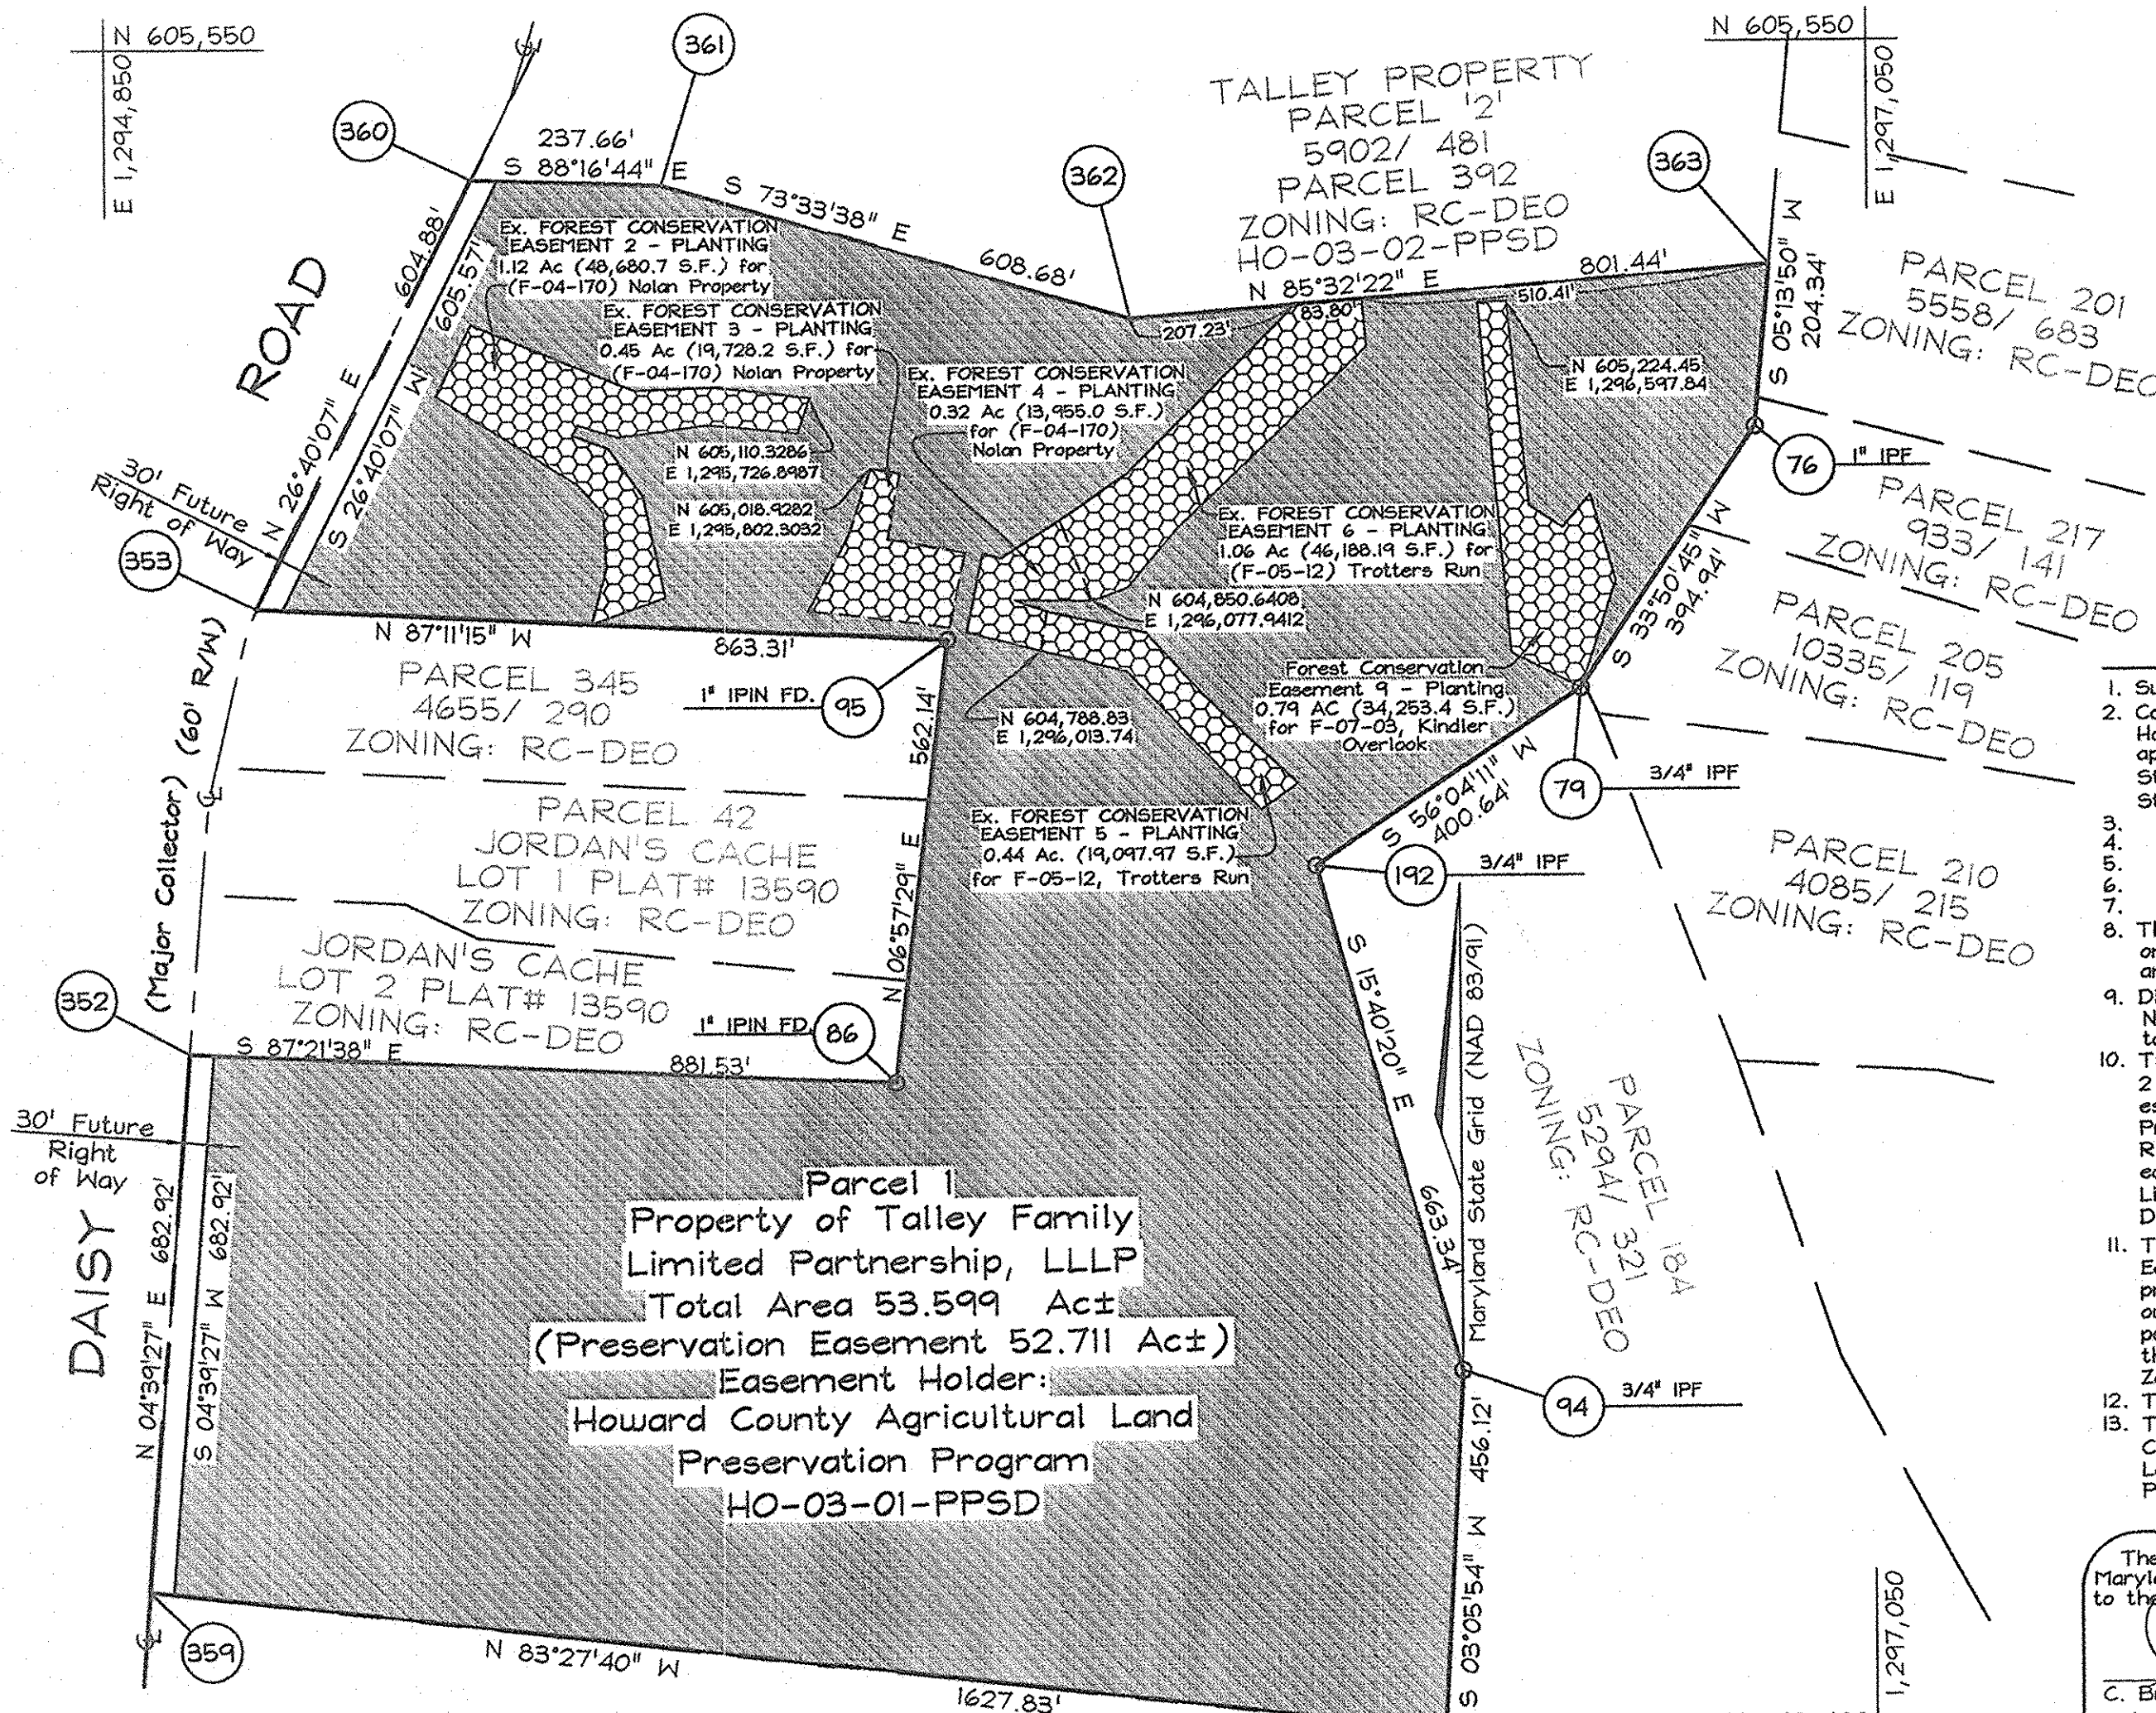 N 605,550
E 1,294,850
361
N 605,550
E 1,297,050
360
237.66'
S 88°16'44" E
S 73°33'38" E
608.68'
362
TALLEY PROPERTY
PARCEL '2'
5902/ 481
PARCEL 392
ZONING: RC-DEO
HO-03-02-PPSD
363
N 85°32'22" E
801.44'
510.41'
83.80'
207.23'
S 05°13'50" W
204.34'
PARCEL 201
5558/ 683
ZONING: RC-DEO
ROAD
604.88'
N 26°40'07" E
605.57'
S 26°40'07" W
Ex. FOREST CONSERVATION
EASEMENT 2 - PLANTING
1.12 Ac (48,680.7 S.F.) for
(F-04-170) Nolan Property
Ex. FOREST CONSERVATION
EASEMENT 3 - PLANTING
0.45 Ac (19,728.2 S.F.) for
(F-04-170) Nolan Property
Ex. FOREST CONSERVATION
EASEMENT 4 - PLANTING
0.32 Ac (13,955.0 S.F.)
for (F-04-170)
Nolan Property
N 605,224.45
E 1,296,597.84
N 605,110.3286
E 1,295,726.8987
N 605,018.9282
E 1,295,802.3032
Ex. FOREST CONSERVATION
EASEMENT 6 - PLANTING
1.06 Ac (46,188.19 S.F.) for
(F-05-12) Trotters Run
76
1" IPF
PARCEL 217
933/ 141
ZONING: RC-DEO
30' Future
Right of Way
353
N 604,850.6408
E 1,296,077.9412
S 33°50'45" W
394.94'
PARCEL 205
10335/ 119
ZONING: RC-DEO
N 87°11'15" W
863.31'
PARCEL 345
4655/ 290
ZONING: RC-DEO
1" IPIN FD.
95
Forest Conservation
Easement 9 - Planting
0.79 AC (34,253.4 S.F.)
for F-07-03, Kindler
Overlook
N 604,788.83
E 1,296,013.74
562.14'
N 06°57'29" E
79
3/4" IPF
S 56°04'11" W
400.64'
(Major Collector) (60' R/W)
PARCEL 42
JORDAN'S CACHE
LOT 1 PLAT# 13590
ZONING: RC-DEO
Ex. FOREST CONSERVATION
EASEMENT 5 - PLANTING
0.44 Ac. (19,097.97 S.F.)
for F-05-12, Trotters Run
192
3/4" IPF
PARCEL 210
4085/ 215
ZONING: RC-DEO
JORDAN'S CACHE
LOT 2 PLAT# 13590
ZONING: RC-DEO
352
1" IPIN FD.
86
S 87°21'38" E
881.53'
S 15°40'20" E
663.34'
Maryland State Grid (NAD 83/91)
PARCEL 184
5294/ 321
ZONING: RC-DEO
30' Future
Right
of Way
DAISY
N 04°39'27" E 682.92'
S 04°39'27" W 682.92'
Parcel 1
Property of Talley Family
Limited Partnership, LLLP
Total Area 53.599 Ac±
(Preservation Easement 52.711 Ac±)
Easement Holder:
Howard County Agricultural Land
Preservation Program
HO-03-01-PPSD
94
3/4" IPF
S 03°05'54" W 456.12'
359
N 83°27'40" W
1627.83'
1,297,050
1.
2.
3.
4.
5.
6.
7.
8.
9.
10.
2
11.
12.
13.
The
to the